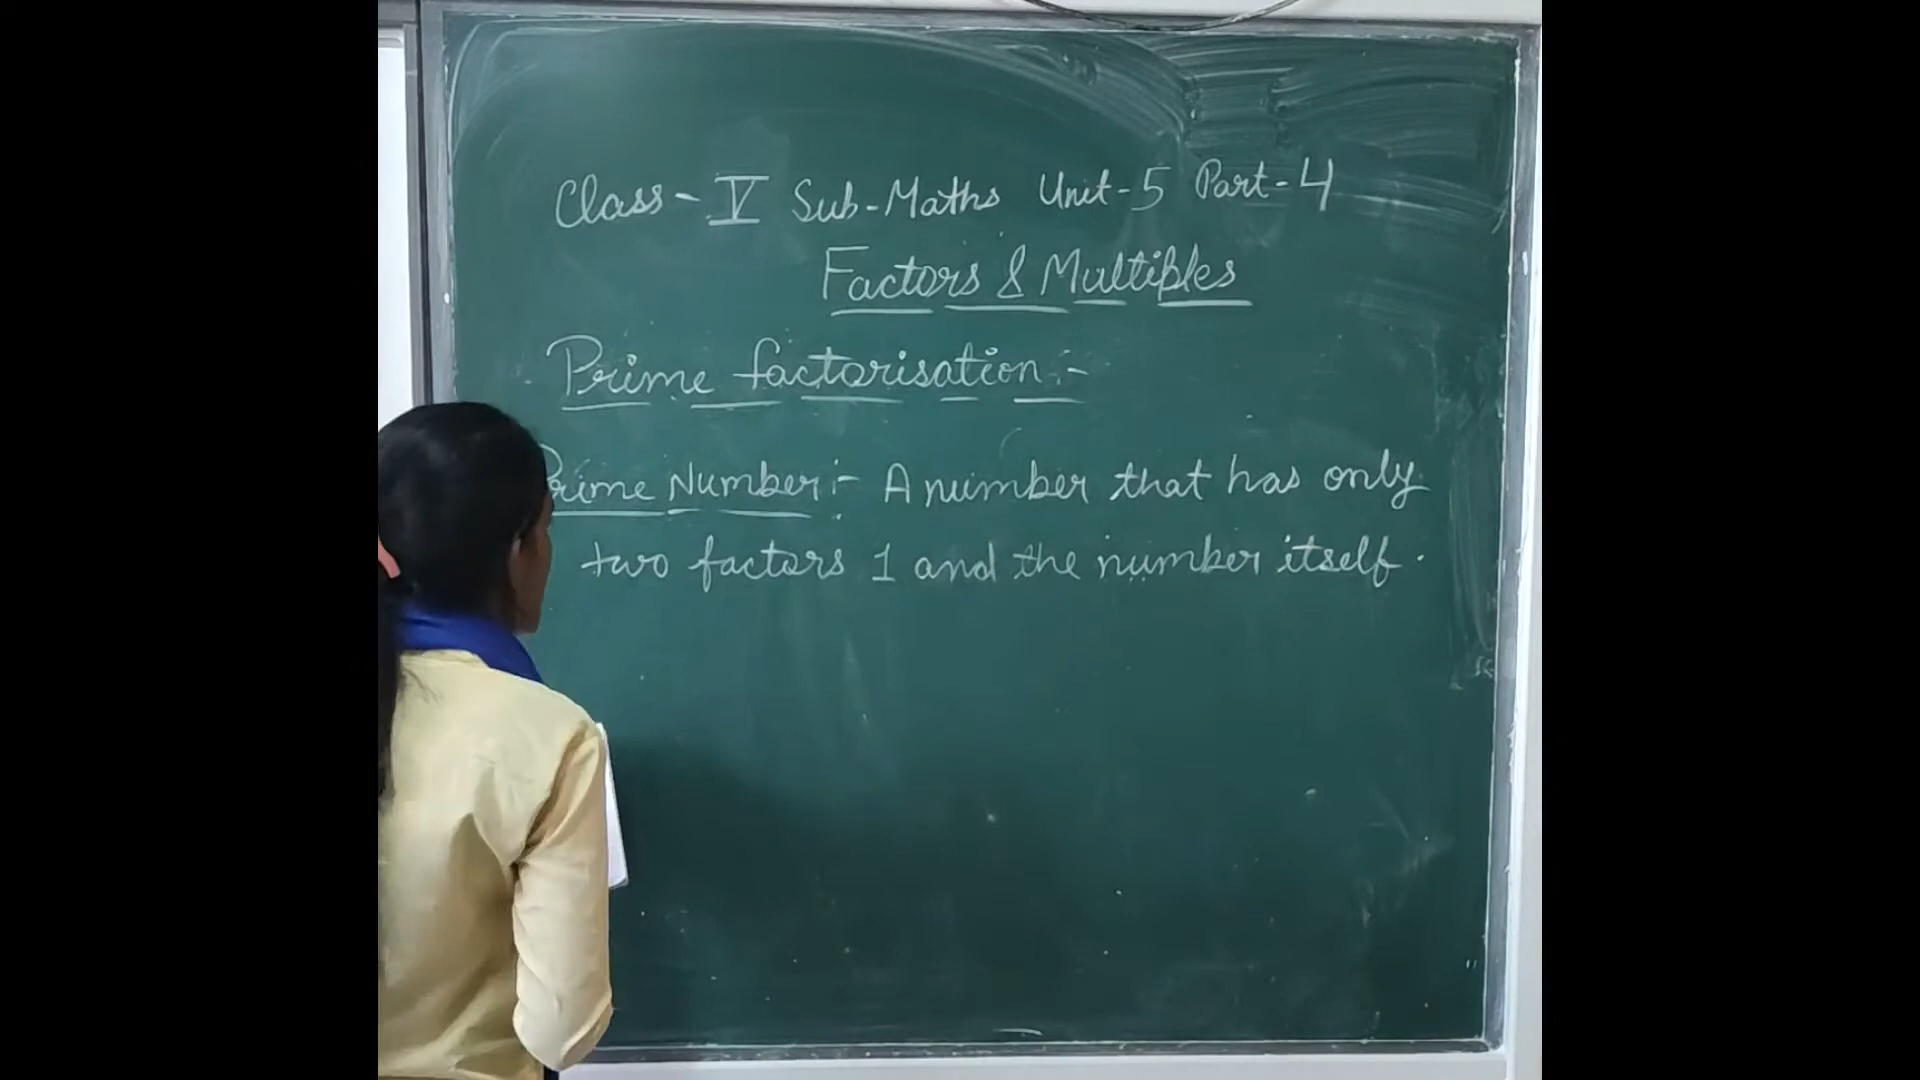 Class - V Sub-Maths Unit-5 Part-4
Factors & Multiples
Prime factorisation :-
Prime Number :- A number that has only
two factors 1 and the number itself.